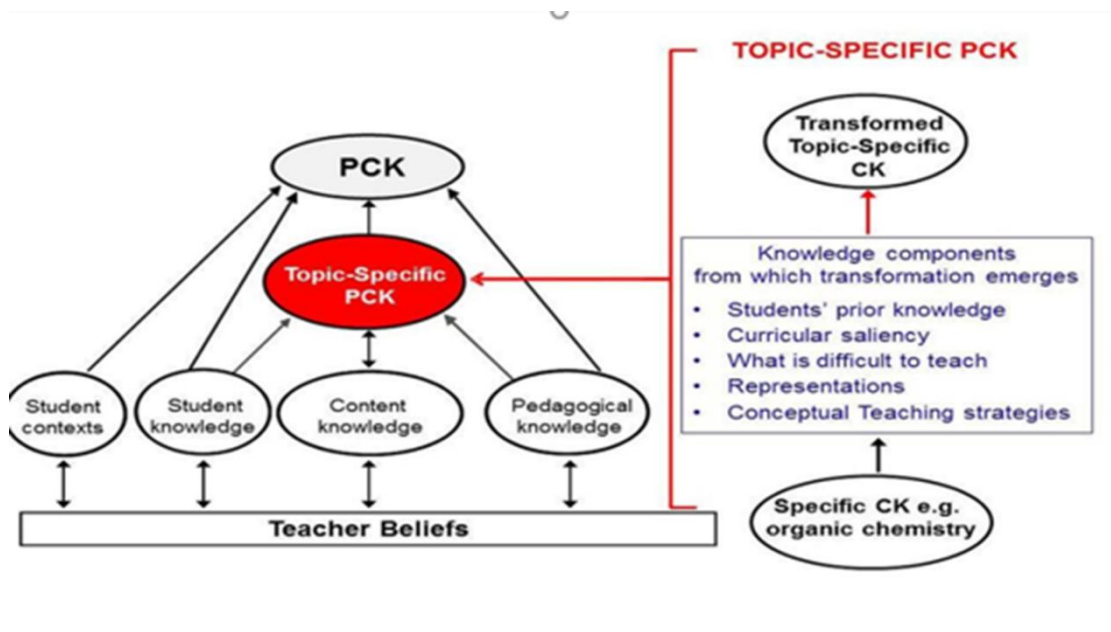 TOPIC-SPECIFIC PCK
Transformed
Topic-Specific
CK
PCK
Knowledge components
from which transformation emerges
• Students' prior knowledge
• Curricular saliency
• What is difficult to teach
• Representations
• Conceptual Teaching strategies
Topic-Specific
PCK
Student
contexts
Student
knowledge
Content
knowledge
Pedagogical
knowledge
Specific CK e.g.
organic chemistry
Teacher Beliefs